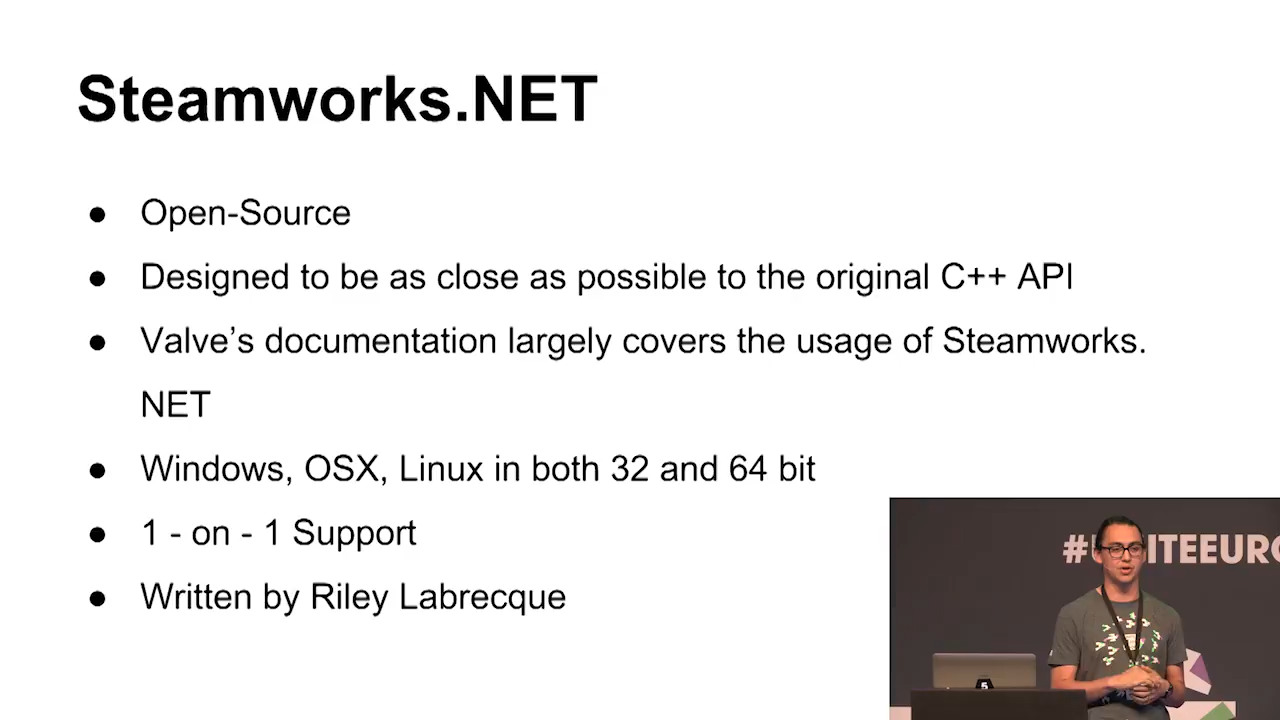 Steamworks.NET
● Open-Source
● Designed to be as close as possible to the original C++ API
● Valve’s documentation largely covers the usage of Steamworks.
NET
● Windows, OSX, Linux in both 32 and 64 bit
● 1 - on - 1 Support
● Written by Riley Labrecque
#U ITEEURO
5